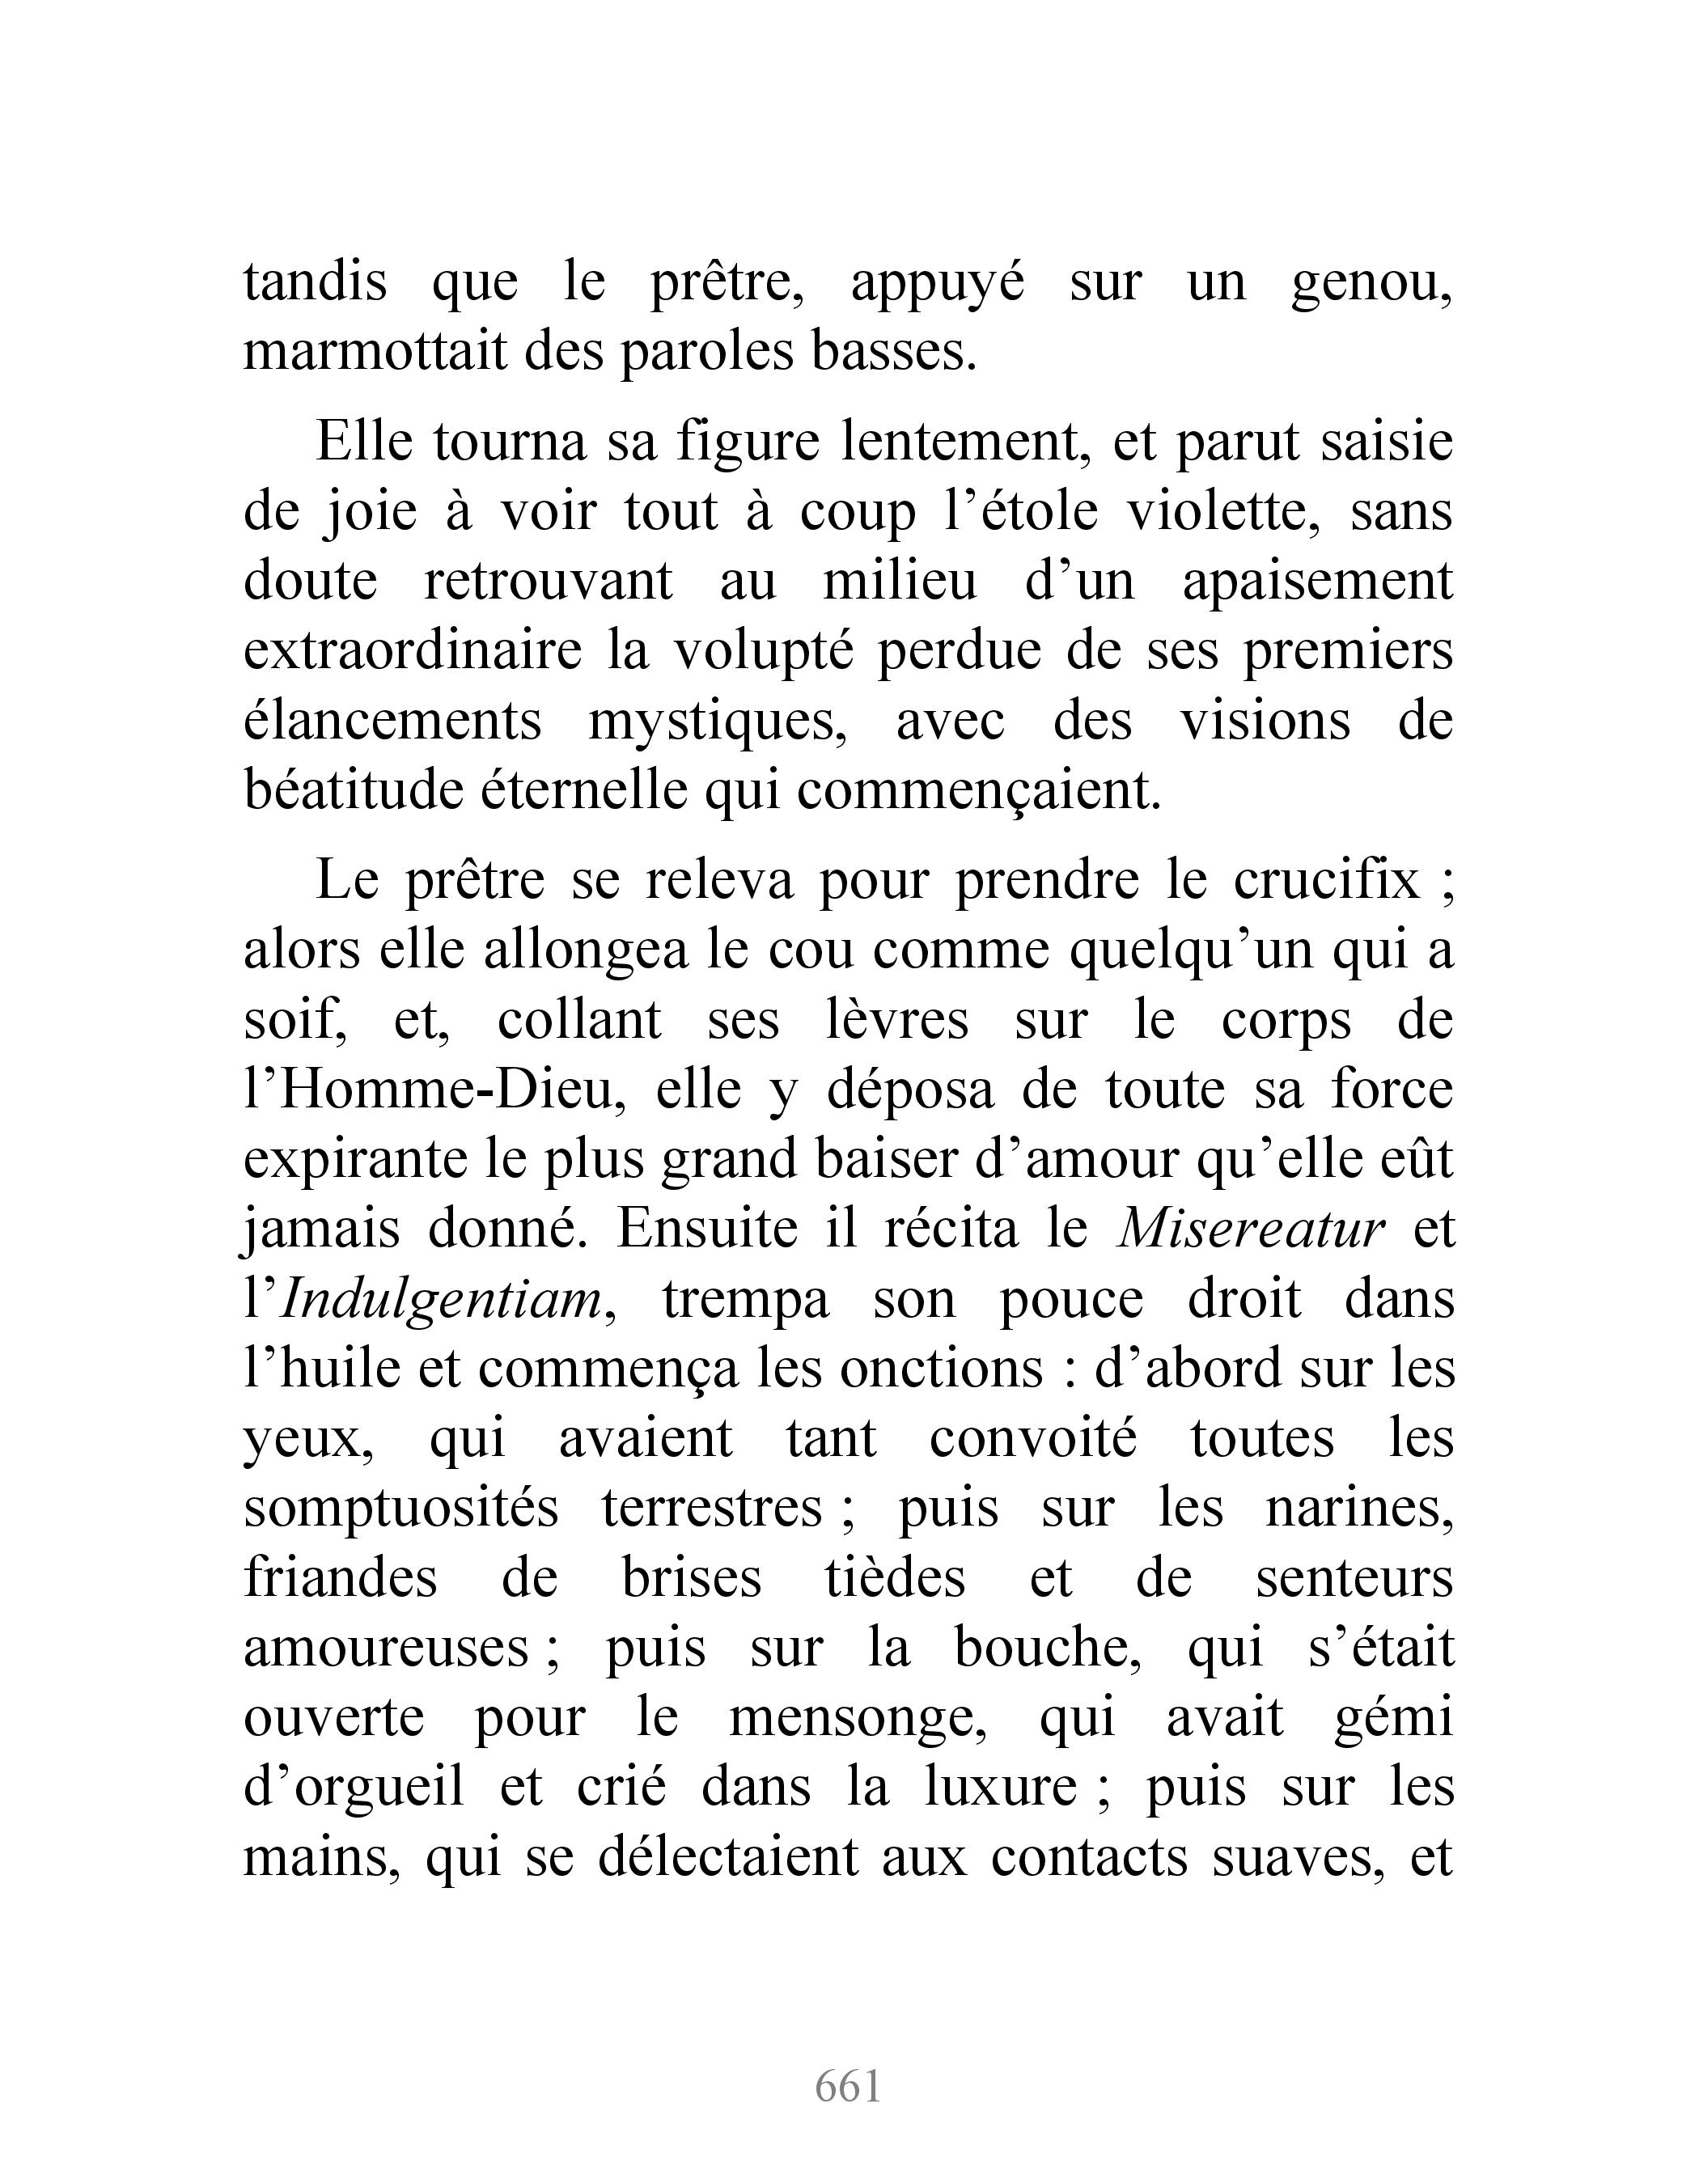 tandis que le prêtre, appuyé sur un genou,
marmottait des paroles basses.
Elle tourna sa figure lentement, et parut saisie
de joie à voir tout à coup l’étole violette, sans
doute retrouvant au milieu d’un apaisement
extraordinaire la volupté perdue de ses premiers
élancements mystiques, avec des visions de
béatitude éternelle qui commençaient.
Le prêtre se releva pour prendre le crucifix ;
alors elle allongea le cou comme quelqu’un qui a
soif, et, collant ses lèvres sur le corps de
l’Homme-Dieu, elle y déposa de toute sa force
expirante le plus grand baiser d’amour qu’elle eût
jamais donné. Ensuite il récita le Misereatur et
l’Indulgentiam, trempa son pouce droit dans
l’huile et commença les onctions : d’abord sur les
yeux, qui avaient tant convoité toutes les
somptuosités terrestres ; puis sur les narines,
friandes de brises tièdes et de senteurs
amoureuses ; puis sur la bouche, qui s’était
ouverte pour le mensonge, qui avait gémi
d’orgueil et crié dans la luxure ; puis sur les
mains, qui se délectaient aux contacts suaves, et
661